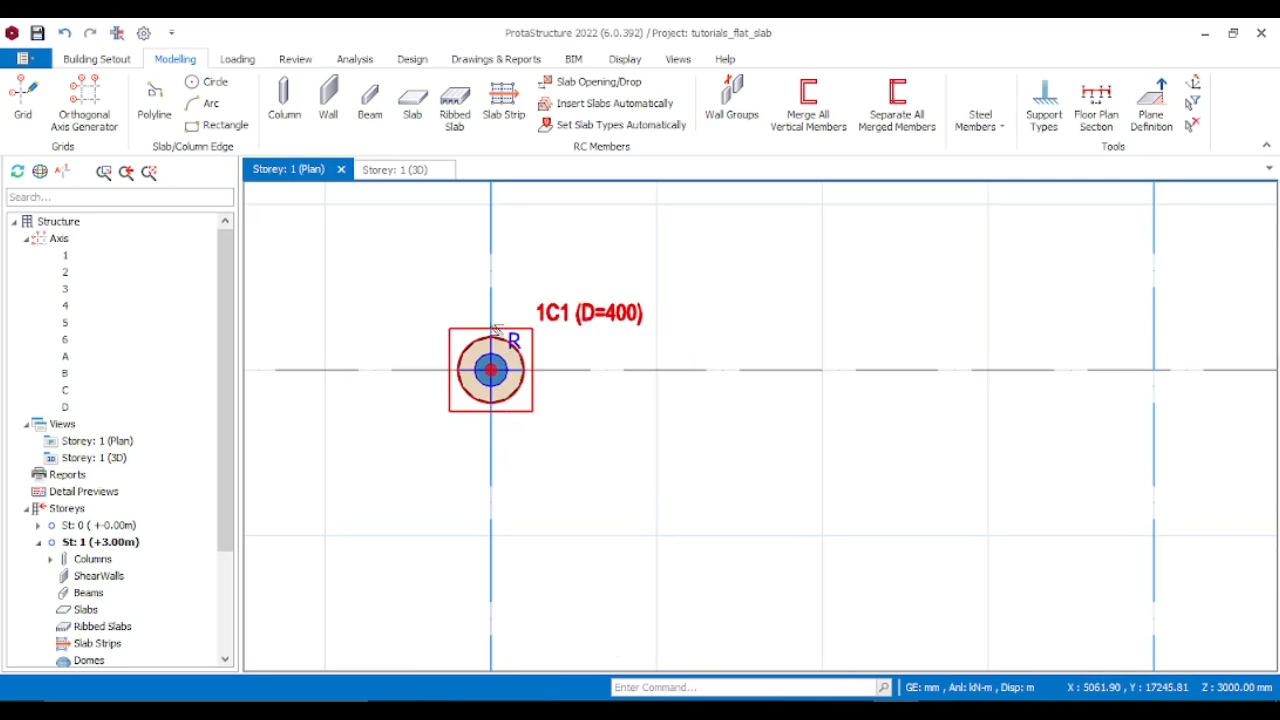 ProtaStructure 2022 (6.0.392) / Project: tutorials_flat_slab
Building Setout Modelling Loading Review Analysis Design Drawings & Reports BIM Display Views Help
Grid
Orthogonal Axis Generator
Grids
Polyline
Circle
Arc
Rectangle
Slab/Column Edge
Column
Wall
Beam
Slab
Ribbed Slab
Slab Strip
Slab Opening/Drop
Insert Slabs Automatically
Set Slab Types Automatically
RC Members
Wall Groups
Merge All Vertical Members
Separate All Merged Members
Steel Members
Support Types
Floor Plan Section
Plane Definition
Tools
Search...
Structure
Axis
1
2
3
4
5
6
A
B
C
D
Views
Storey: 1 (Plan)
Storey: 1 (3D)
Reports
Detail Previews
Storeys
St: 0 ( +-0.00m)
St: 1 (+3.00m)
Columns
ShearWalls
Beams
Slabs
Ribbed Slabs
Slab Strips
Domes
Storey: 1 (Plan) Storey: 1 (3D)
1C1 (D=400)
R
Enter Command...
GE: mm , Anl: kN-m , Disp: m
X : 5061.90 , Y : 17245.81 Z : 3000.00 mm